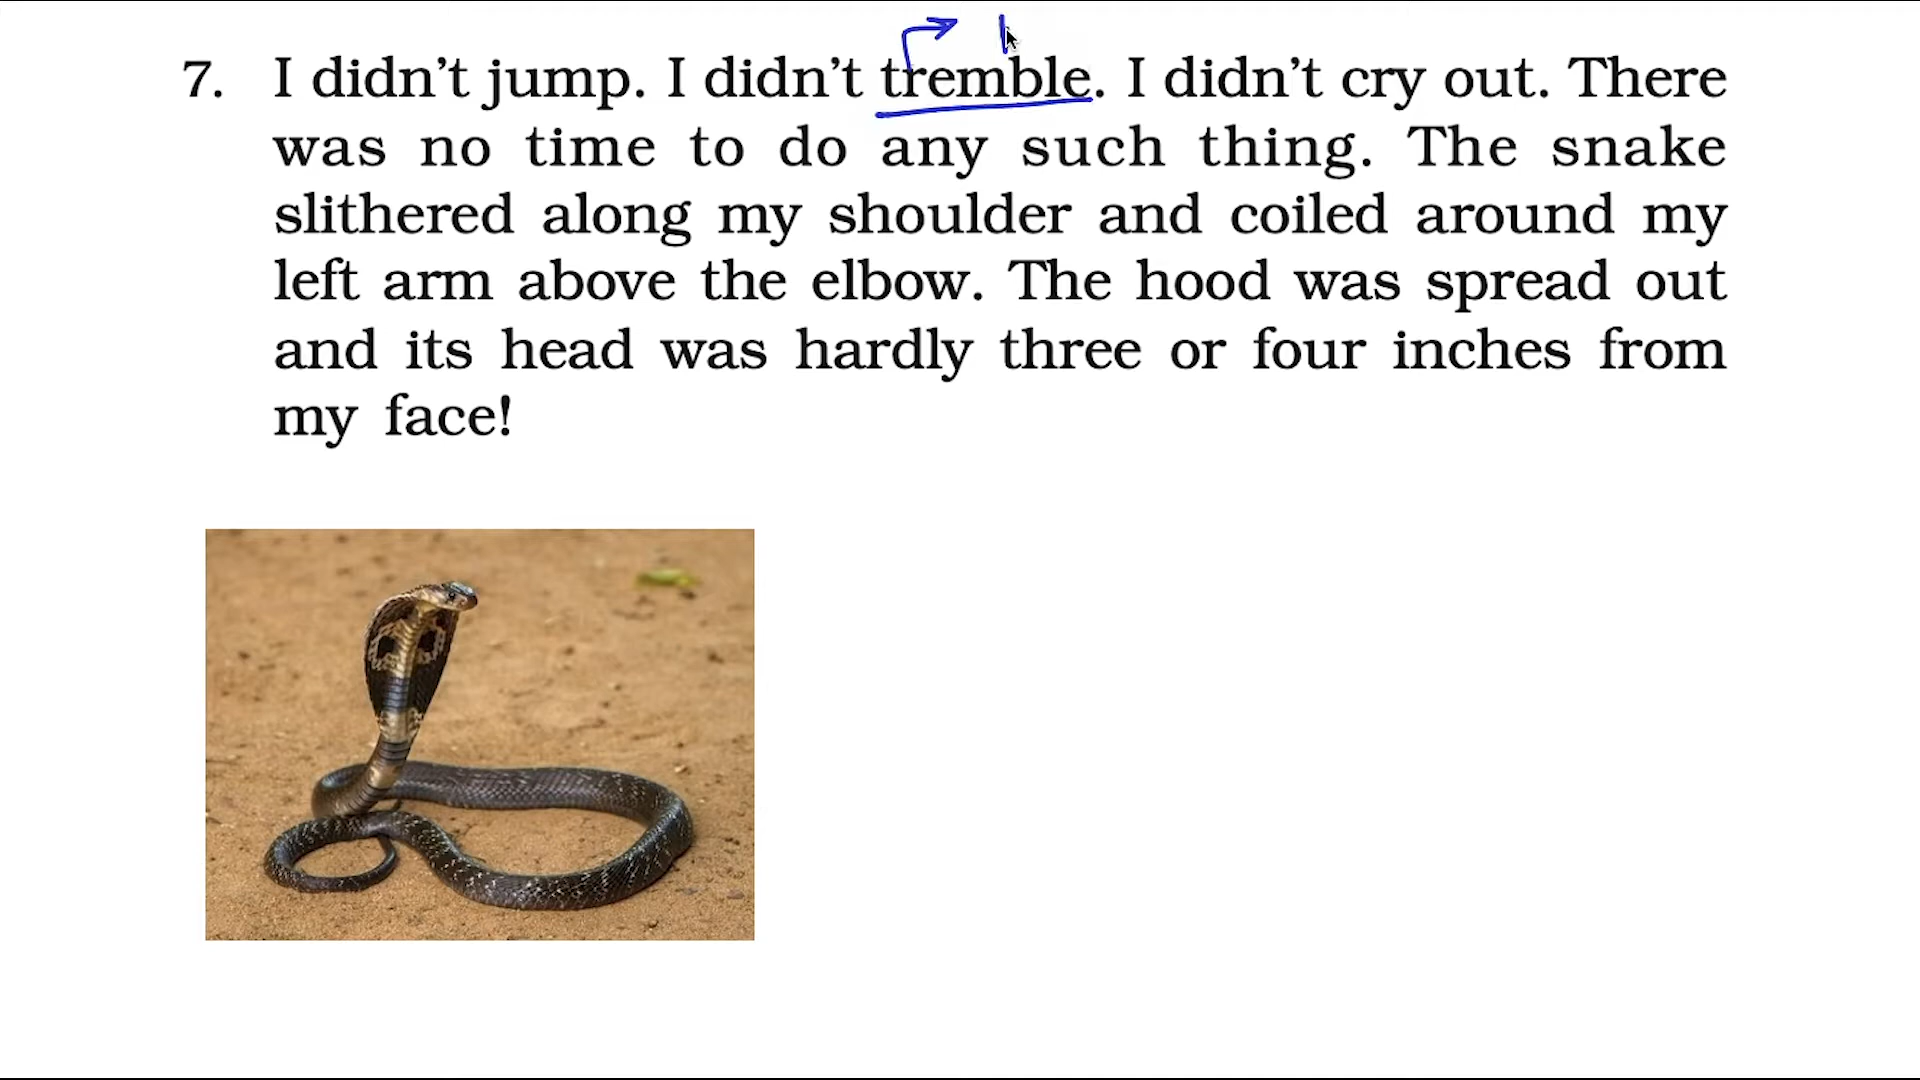 7. I didn’t jump. I didn’t tremble. I didn’t cry out. There
was no time to do any such thing. The snake
slithered along my shoulder and coiled around my
left arm above the elbow. The hood was spread out
and its head was hardly three or four inches from
my face!